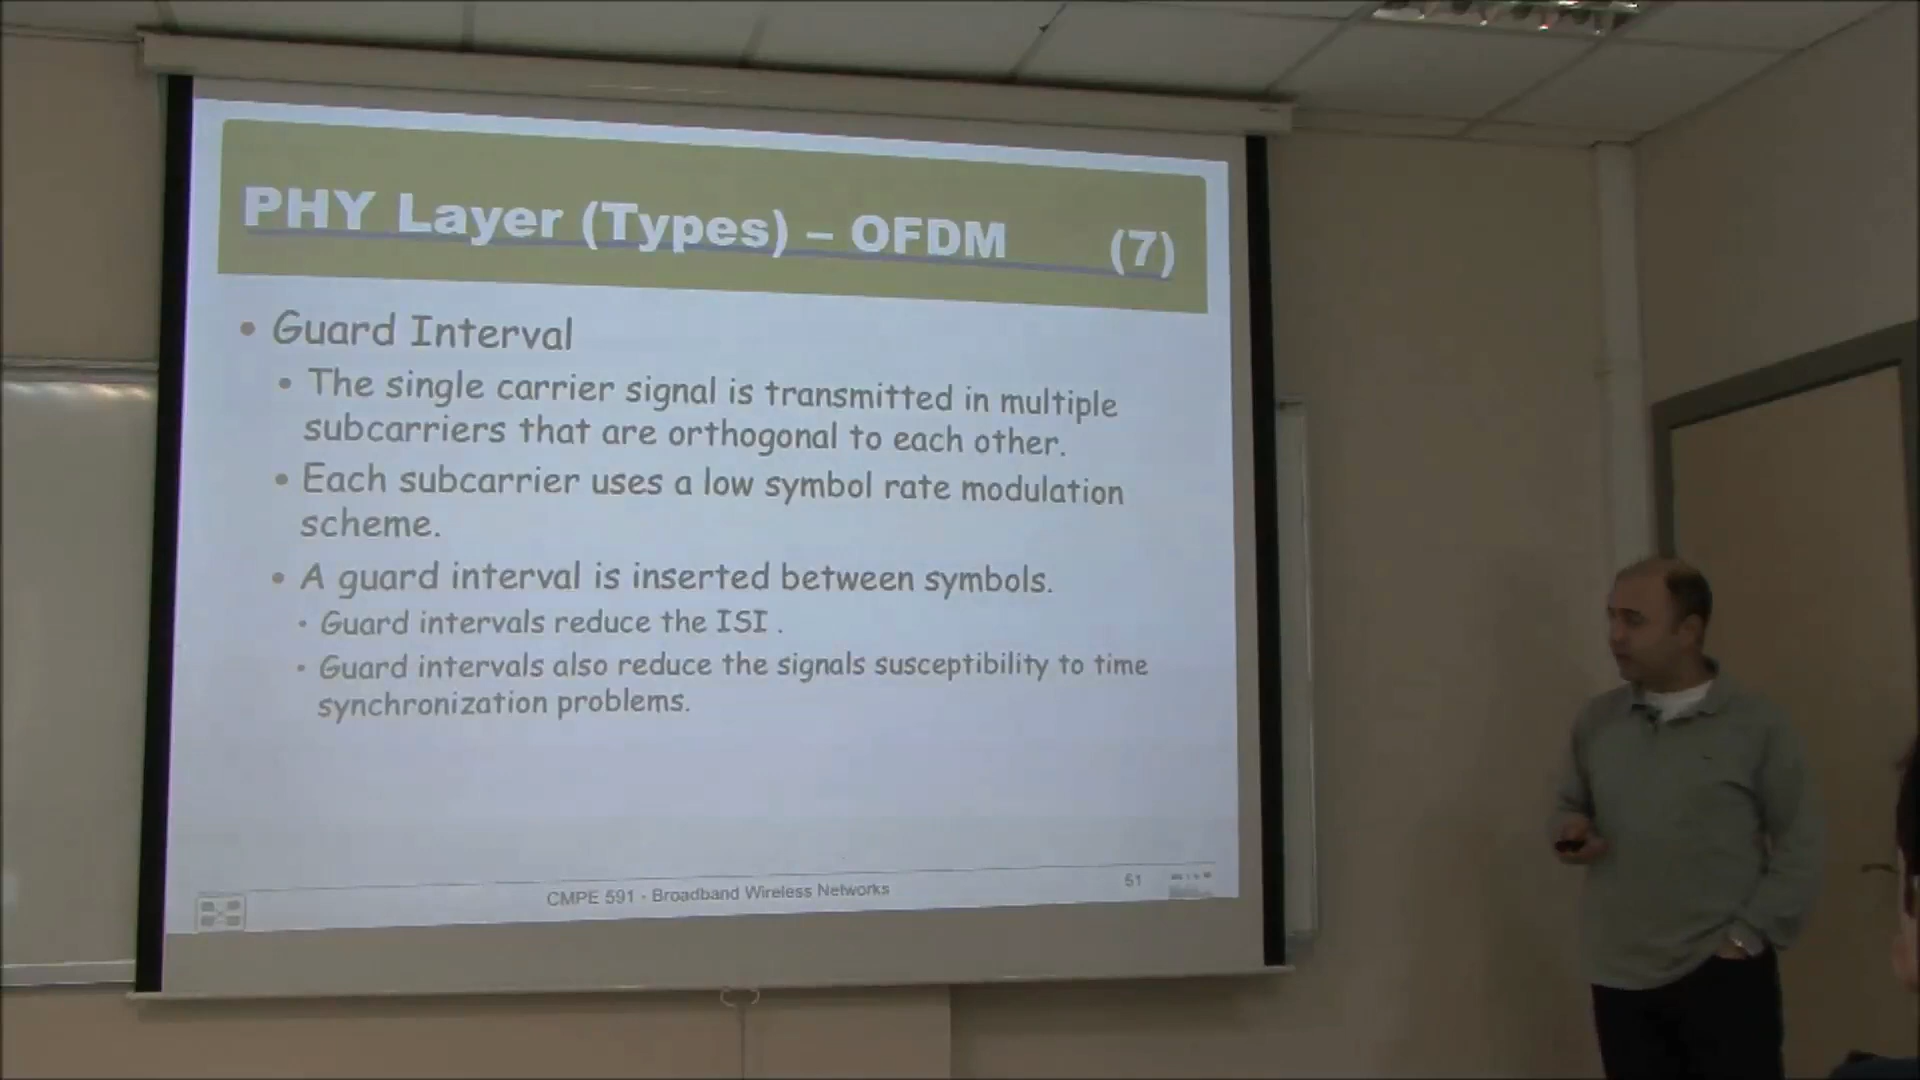 PHY Layer (Types) – OFDM (7)
• Guard Interval
• The single carrier signal is transmitted in multiple
subcarriers that are orthogonal to each other.
• Each subcarrier uses a low symbol rate modulation
scheme.
• A guard interval is inserted between symbols.
• Guard intervals reduce the ISI .
• Guard intervals also reduce the signals susceptibility to time
synchronization problems.
CMPE 591 - Broadband Wireless Networks
51